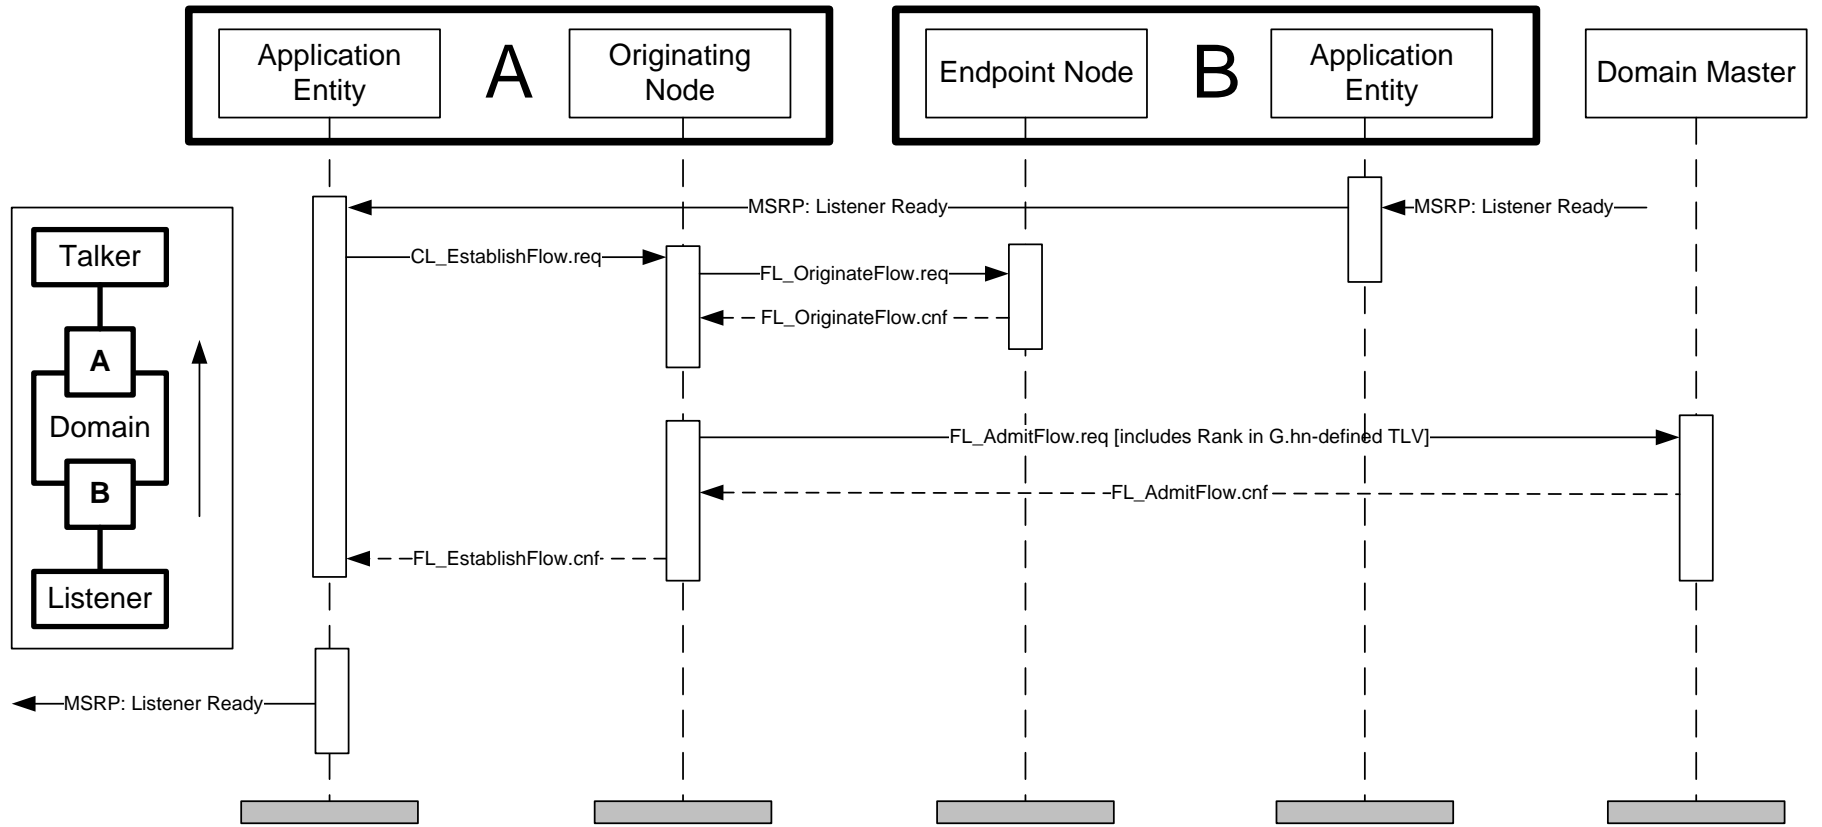 Application
Entity
A
Originating
Node
Endpoint Node
B
Application
Entity
Domain Master
MSRP: Listener Ready
MSRP: Listener Ready
CL_EstablishFlow.req
FL_OriginateFlow.req
FL_OriginateFlow.cnf
FL_AdmitFlow.req [includes Rank in G.hn-defined TLV]
FL_AdmitFlow.cnf
FL_EstablishFlow.cnf
MSRP: Listener Ready
Talker
A
Domain
B
Listener